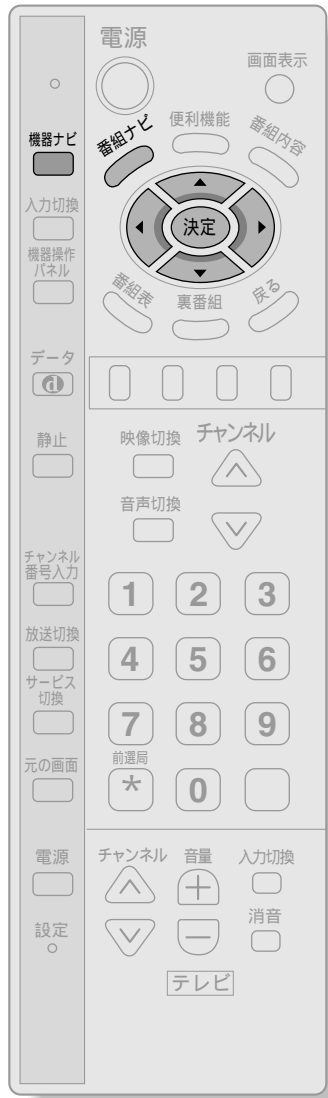 電源
画面表示
機器ナビ
番組ナビ
便利機能
番組内容
入力切換
決定
機器操作
パネル
番組表
裏番組
戻る
データ
d
静止
映像切換
チャンネル
音声切換
チャンネル
番号入力
1 2 3
放送切換
4 5 6
サービス
切換
7 8 9
元の画面
前選局
* 0
電源
チャンネル
音量
入力切換
+
消音
設定
−
テレビ